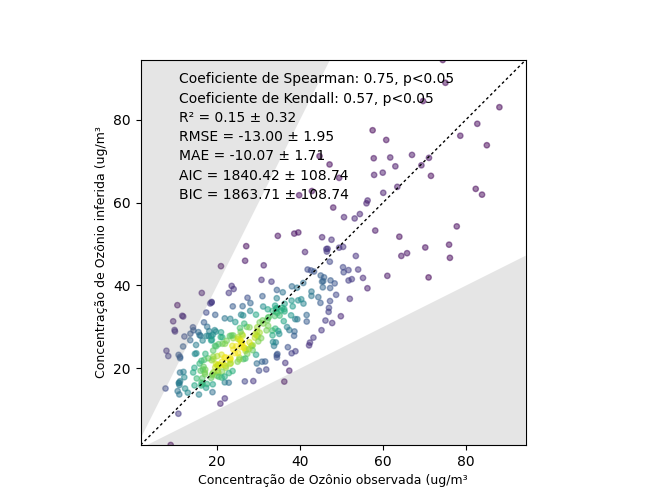 Coeficiente de Spearman: 0.75, p<0.05
Coeficiente de Kendall: 0.57, p<0.05
R² = 0.15 ± 0.32
RMSE = -13.00 ± 1.95
MAE = -10.07 ± 1.71
AIC = 1840.42 ± 108.74
BIC = 1863.71 ± 108.74
80
60
40
20
Concentração de Ozônio inferida (ug/m³
20 40 60 80
Concentração de Ozônio observada (ug/m³